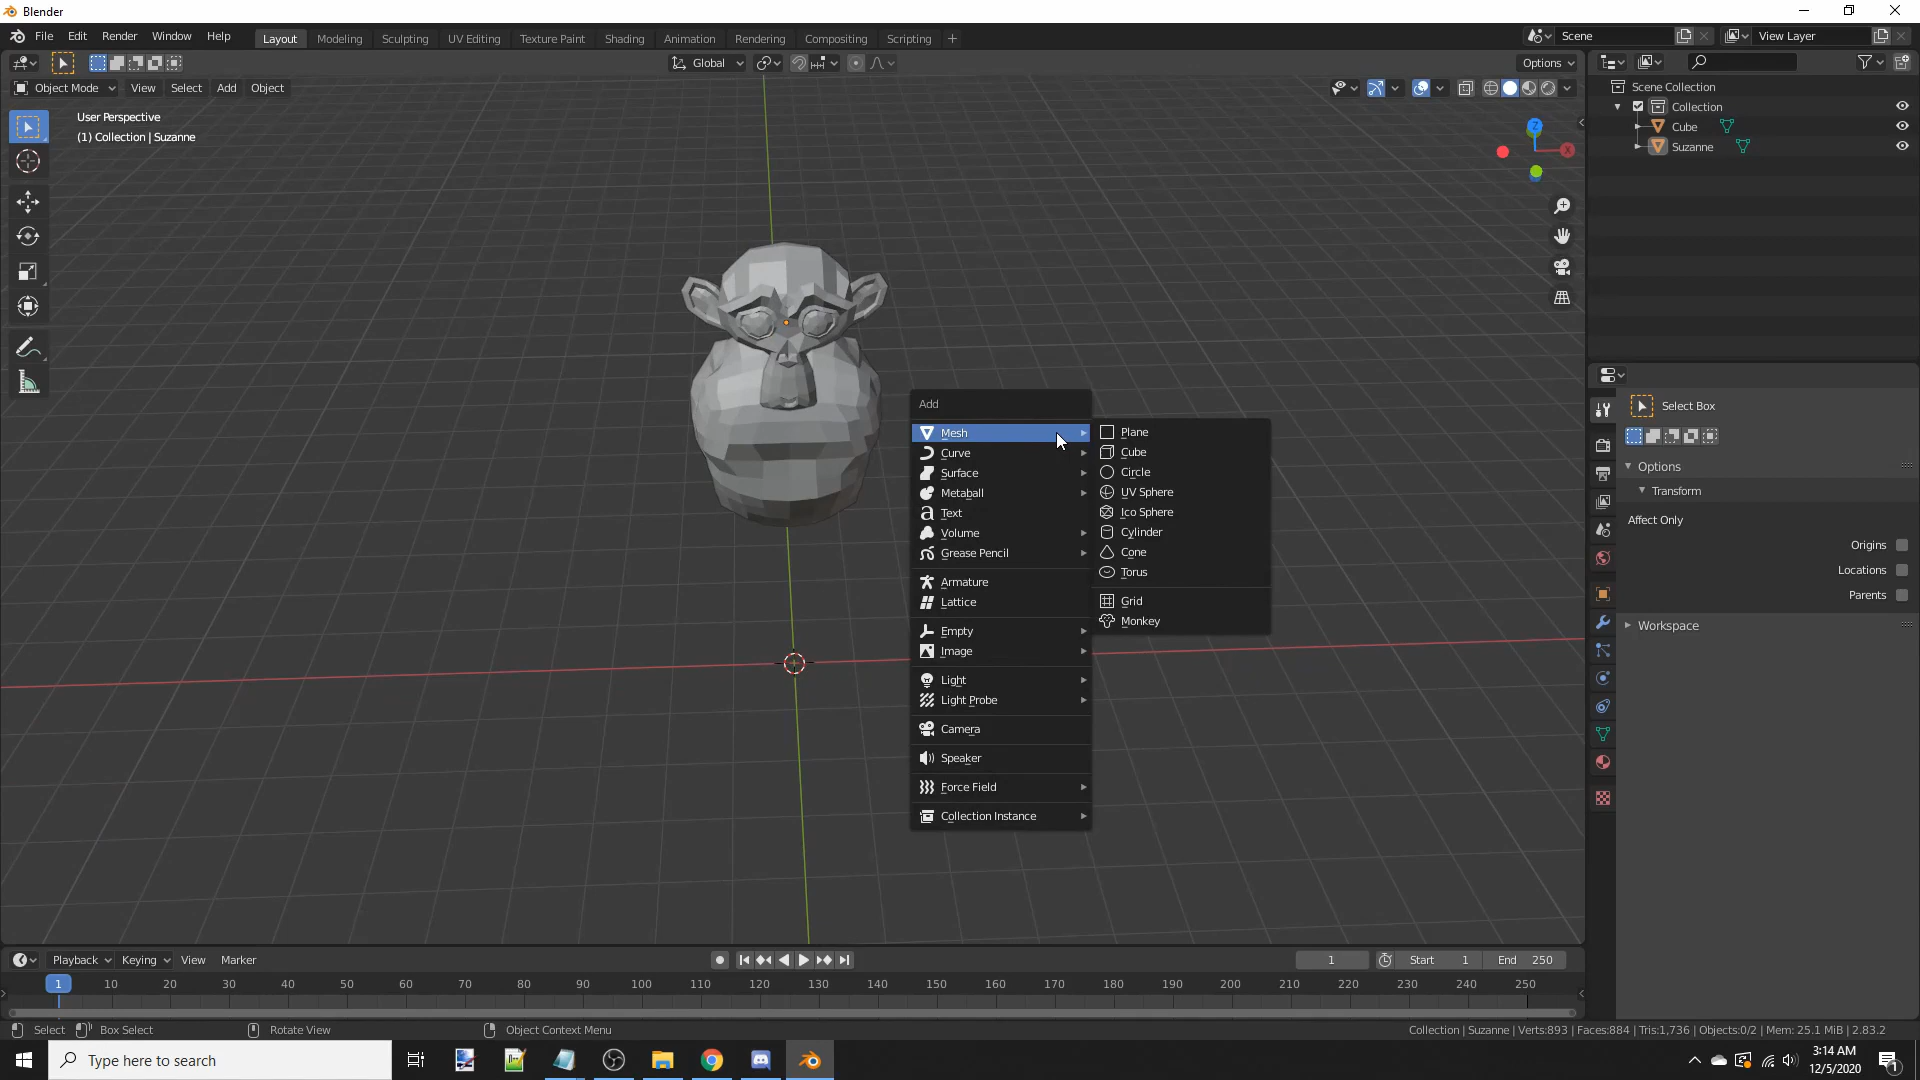 Blender
File Edit Render Window Help Layout Modeling Sculpting UV Editing Texture Paint Shading Animation Rendering Compositing Scripting + Scene View Layer
Global Options
Object Mode View Select Add Object
User Perspective
(1) Collection | Suzanne
Z
X
Scene Collection
Collection
Cube
Suzanne
Add
Mesh
Curve
Surface
Metaball
Text
Volume
Grease Pencil
Armature
Lattice
Empty
Image
Light
Light Probe
Camera
Speaker
Force Field
Collection Instance
Plane
Cube
Circle
UV Sphere
Ico Sphere
Cylinder
Cone
Torus
Grid
Monkey
Select Box
Options
Transform
Affect Only
Origins
Locations
Parents
Workspace
Playback Keying View Marker 1 Start 1 End 250
1 10 20 30 40 50 60 70 80 90 100 110 120 130 140 150 160 170 180 190 200 210 220 230 240 250
Select Box Select Rotate View Object Context Menu Collection | Suzanne | Verts:893 | Faces:884 | Tris:1,736 | Objects:0/2 | Mem: 25.1 MiB | 2.83.2
Type here to search
3:14 AM
12/5/2020
1